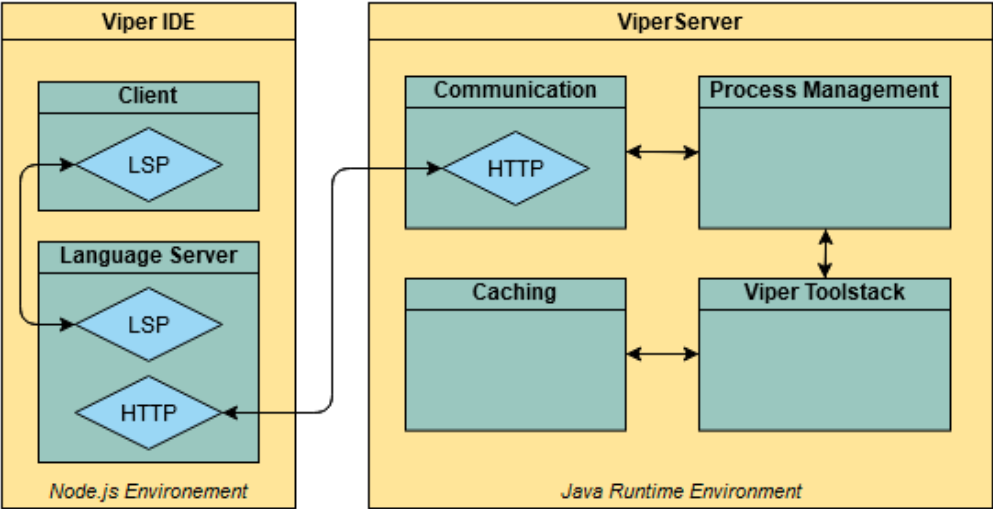 Viper IDE
Client
LSP
Language Server
LSP
HTTP
Node.js Environement
ViperServer
Communication
HTTP
Process Management
Caching
Viper Toolstack
Java Runtime Environment